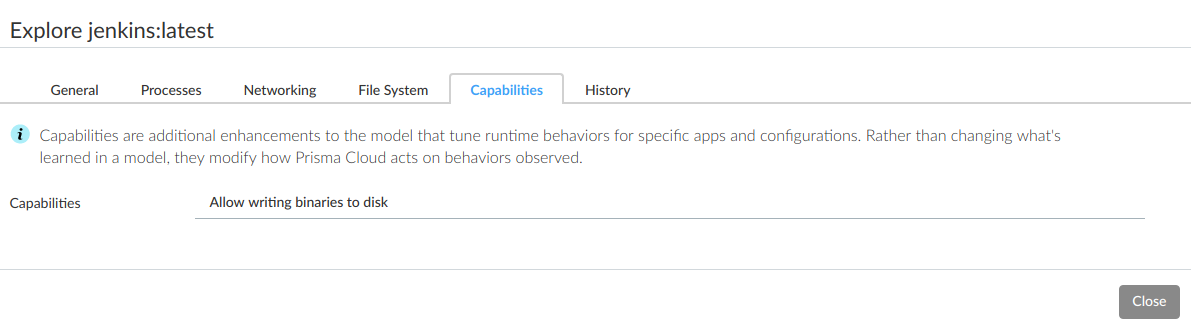 Explore jenkins:latest
General Processes Networking File System Capabilities History
i Capabilities are additional enhancements to the model that tune runtime behaviors for specific apps and configurations. Rather than changing what's
learned in a model, they modify how Prisma Cloud acts on behaviors observed.
Capabilities Allow writing binaries to disk
Close